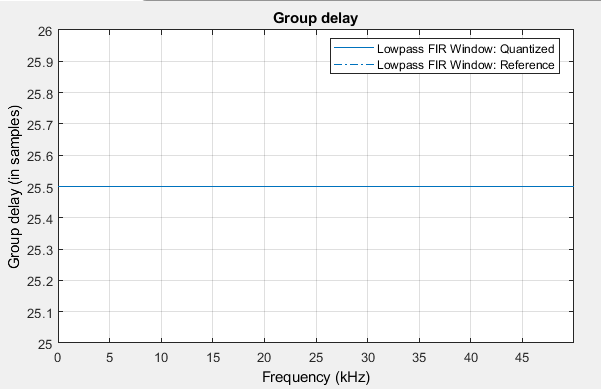 Group delay
Lowpass FIR Window: Quantized
Lowpass FIR Window: Reference
26
25.9
25.8
25.7
25.6
25.5
25.4
25.3
25.2
25.1
25
Group delay (in samples)
0 5 10 15 20 25 30 35 40 45
Frequency (kHz)